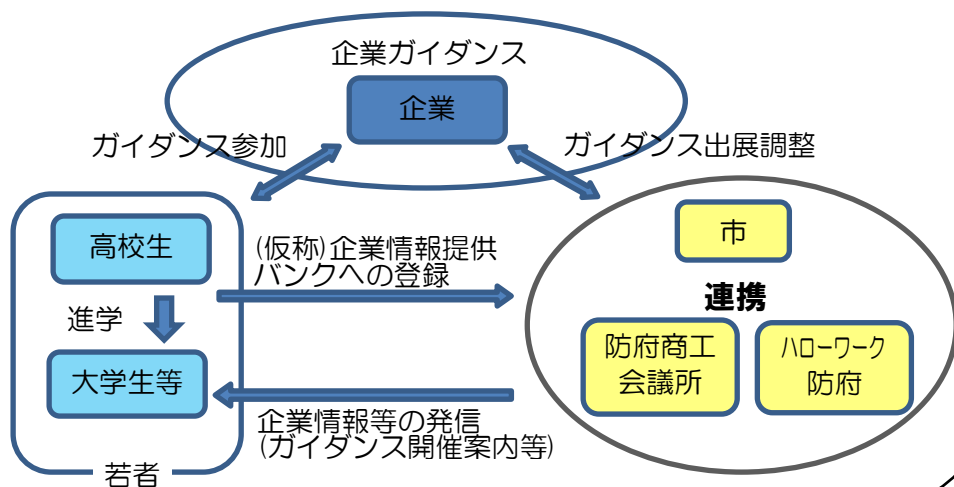 企業ガイダンス
企業
ガイダンス参加
ガイダンス出展調整
高校生
進学
大学生等
若者
(仮称)企業情報提供
バンクへの登録
企業情報等の発信
(ガイダンス開催案内等)
市
連携
防府商工
会議所
ハローワーク
防府